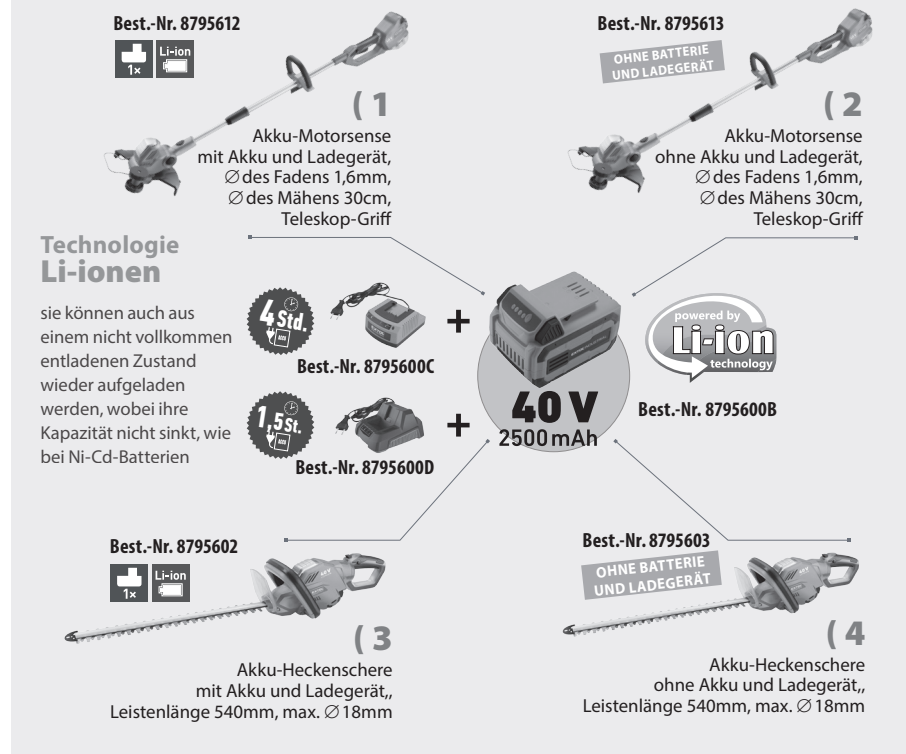 Best.-Nr. 8795612
1x
Li-ion
( 1
Akku-Motorsense
mit Akku und Ladegerät,
∅ des Fadens 1,6mm,
∅ des Mähens 30cm,
Teleskop-Griff
Best.-Nr. 8795613
OHNE BATTERIE
UND LADEGERÄT
( 2
Akku-Motorsense
ohne Akku und Ladegerät,
∅ des Fadens 1,6mm,
∅ des Mähens 30cm,
Teleskop-Griff
Technologie
Li-ionen
sie können auch aus
einem nicht vollkommen
entladenen Zustand
wieder aufgeladen
werden, wobei ihre
Kapazität nicht sinkt, wie
bei Ni-Cd-Batterien
4 Std.
+
Best.-Nr. 8795600C
1,5 St.
+
Best.-Nr. 8795600D
40 V
2500 mAh
powered by
Li-ion
technology
Best.-Nr. 8795600B
Best.-Nr. 8795602
1x
Li-ion
( 3
Akku-Heckenschere
mit Akku und Ladegerät,,
Leistenlänge 540mm, max. ∅ 18mm
Best.-Nr. 8795603
OHNE BATTERIE
UND LADEGERÄT
( 4
Akku-Heckenschere
ohne Akku und Ladegerät,,
Leistenlänge 540mm, max. ∅ 18mm